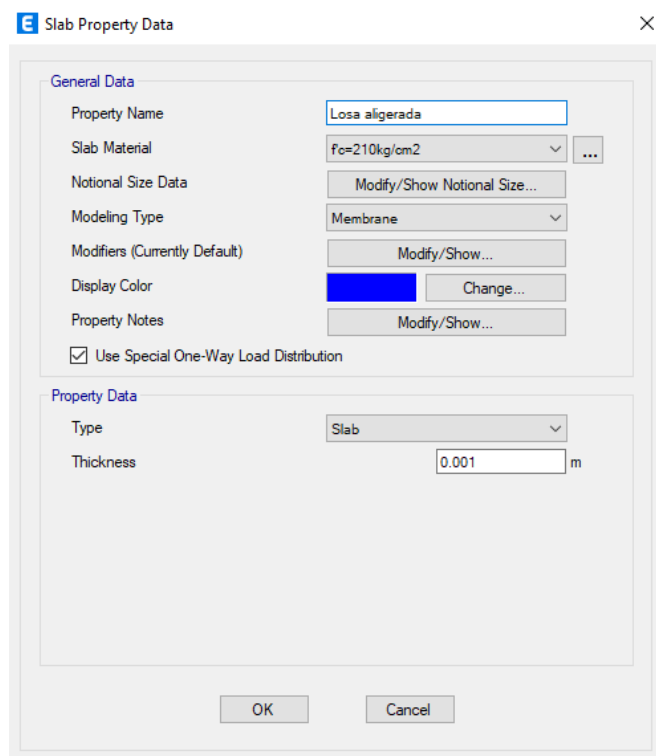 E Slab Property Data
General Data
Property Name Losa aligerada
Slab Material f'c=210kg/cm2 ...
Notional Size Data Modify/Show Notional Size...
Modeling Type Membrane
Modifiers (Currently Default) Modify/Show...
Display Color Change...
Property Notes Modify/Show...
Use Special One-Way Load Distribution
Property Data
Type Slab
Thickness 0.001 m
OK Cancel